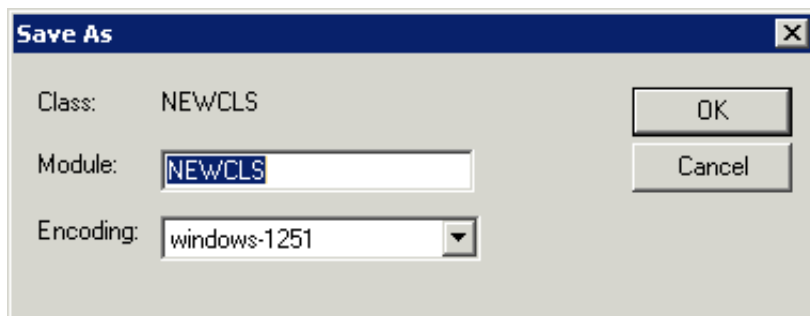 Save As
Class: NEWCLS
OK
Module: NEWCLS
Cancel
Encoding: windows-1251